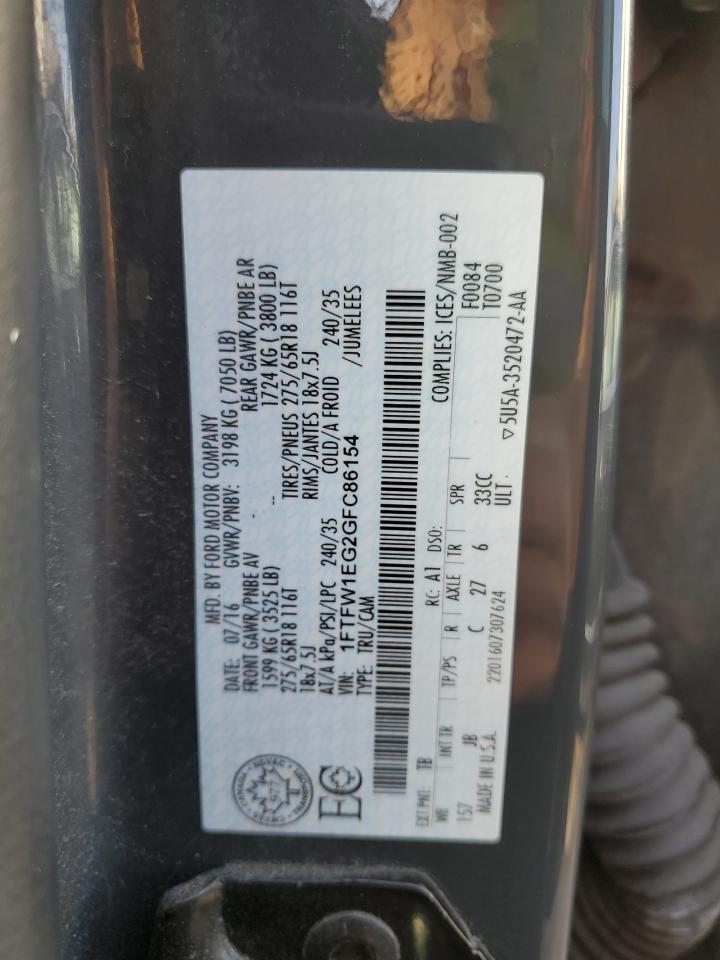 MFD. BY FORD MOTOR COMPANY
DATE: 07/16 GVWR/PNBV: 3198 KG ( 7050 LB)
FRONT GAWR/PNBE AV REAR GAWR/PNBE AR
1599 KG ( 3525 LB) -- 1724 KG ( 3800 LB)
275/65R18 116T TIRES/PNEUS 275/65R18 116T
18x7.5J RIMS/JANTES 18x7.5J
AT/A kPa/PSI/LPC 240/35 COLD/A FROID 240/35
VIN: 1FTFW1EG2GFC86154 /JUMELEES
TYPE: TRU/CAM
EC
EXT PNT: TB RC: A1 DSO: COMPLIES: ICES/NMB-002
WB INT TR TP/PS R AXLE TR SPR F0084
157 JB C 27 6 33CC T0700
MADE IN U.S.A. 2201607307624 ULT. ▽5U5A-3520472-AA
CANADA
TRANSPORT
977